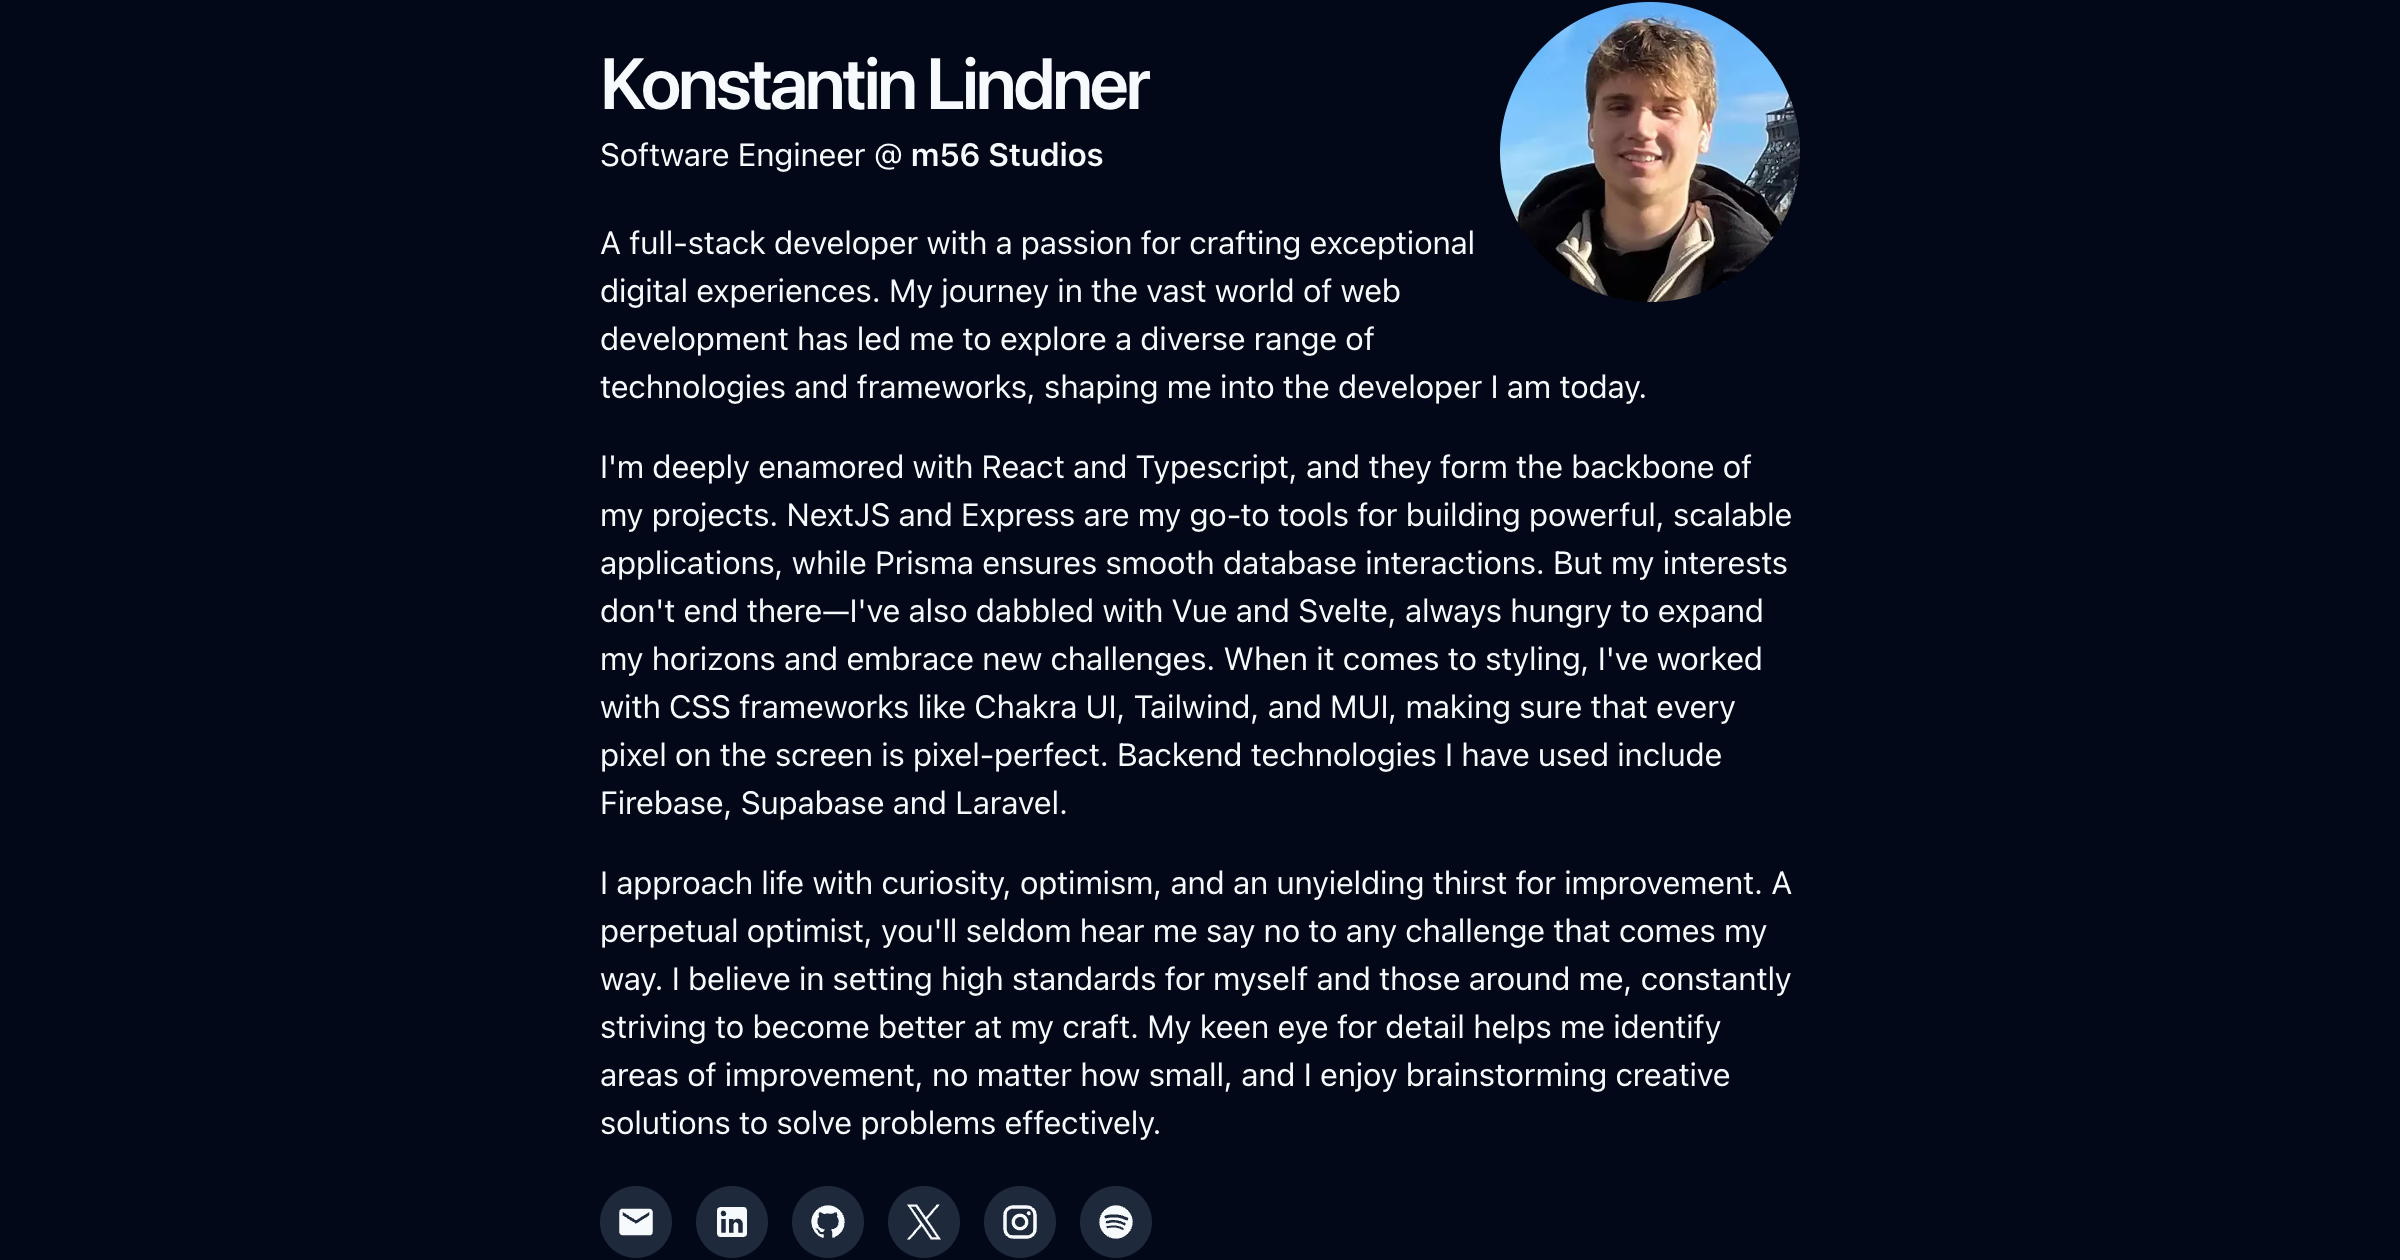 Konstantin Lindner
Software Engineer @ m56 Studios
A full-stack developer with a passion for crafting exceptional
digital experiences. My journey in the vast world of web
development has led me to explore a diverse range of
technologies and frameworks, shaping me into the developer I am today.
I'm deeply enamored with React and Typescript, and they form the backbone of
my projects. NextJS and Express are my go-to tools for building powerful, scalable
applications, while Prisma ensures smooth database interactions. But my interests
don't end there—I've also dabbled with Vue and Svelte, always hungry to expand
my horizons and embrace new challenges. When it comes to styling, I've worked
with CSS frameworks like Chakra UI, Tailwind, and MUI, making sure that every
pixel on the screen is pixel-perfect. Backend technologies I have used include
Firebase, Supabase and Laravel.
I approach life with curiosity, optimism, and an unyielding thirst for improvement. A
perpetual optimist, you'll seldom hear me say no to any challenge that comes my
way. I believe in setting high standards for myself and those around me, constantly
striving to become better at my craft. My keen eye for detail helps me identify
areas of improvement, no matter how small, and I enjoy brainstorming creative
solutions to solve problems effectively.
in